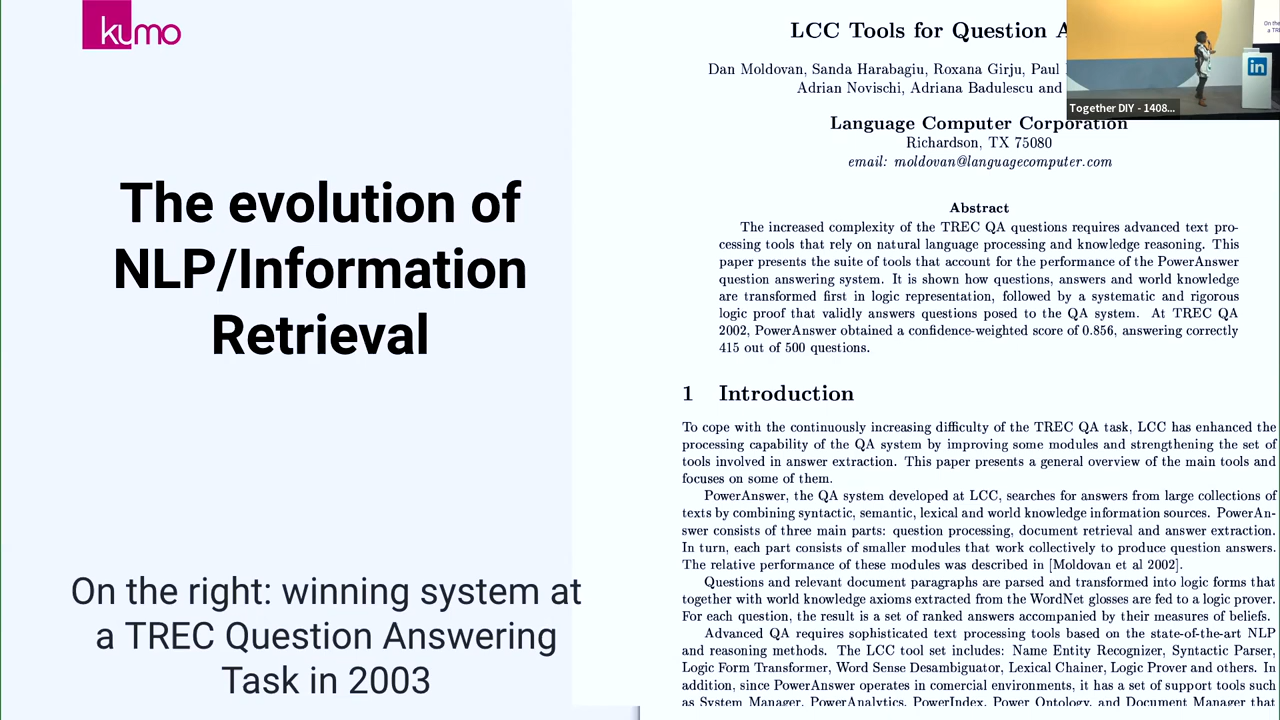 kumo
The evolution of
NLP/Information
Retrieval
On the right: winning system at
a TREC Question Answering
Task in 2003
LCC Tools for Question A
Dan Moldovan, Sanda Harabagiu, Roxana Girju, Paul
Adrian Novischi, Adriana Badulescu and
Language Computer Corporation
Richardson, TX 75080
email: moldovan@languagecomputer.com
Abstract
The increased complexity of the TREC QA questions requires advanced text pro-
cessing tools that rely on natural language processing and knowledge reasoning. This
paper presents the suite of tools that account for the performance of the PowerAnswer
question answering system. It is shown how questions, answers and world knowledge
are transformed first in logic representation, followed by a systematic and rigorous
logic proof that validly answers questions posed to the QA system. At TREC QA
2002, PowerAnswer obtained a confidence-weighted score of 0.856, answering correctly
415 out of 500 questions.
1 Introduction
To cope with the continuously increasing difficulty of the TREC QA task, LCC has enhanced the
processing capability of the QA system by improving some modules and strengthening the set of
tools involved in answer extraction. This paper presents a general overview of the main tools and
focuses on some of them.
PowerAnswer, the QA system developed at LCC, searches for answers from large collections of
texts by combining syntactic, semantic, lexical and world knowledge information sources. PowerAn-
swer consists of three main parts: question processing, document retrieval and answer extraction.
In turn, each part consists of smaller modules that work collectively to produce question answers.
The relative performance of these modules was described in [Moldovan et al 2002].
Questions and relevant document paragraphs are parsed and transformed into logic forms that
together with world knowledge axioms extracted from the WordNet glosses are fed to a logic prover.
For each question, the result is a set of ranked answers accompanied by their measures of beliefs.
Advanced QA requires sophisticated text processing tools based on the state-of-the-art NLP
and reasoning methods. The LCC tool set includes: Name Entity Recognizer, Syntactic Parser,
Logic Form Transformer, Word Sense Desambiguator, Lexical Chainer, Logic Prover and others. In
addition, since PowerAnswer operates in comercial environments, it has a set of support tools such
as System Manager, PowerAnalytics, PowerIndex, Power Ontology, and Document Manager that
On the
a TRE
in
Together DIY - 1408...